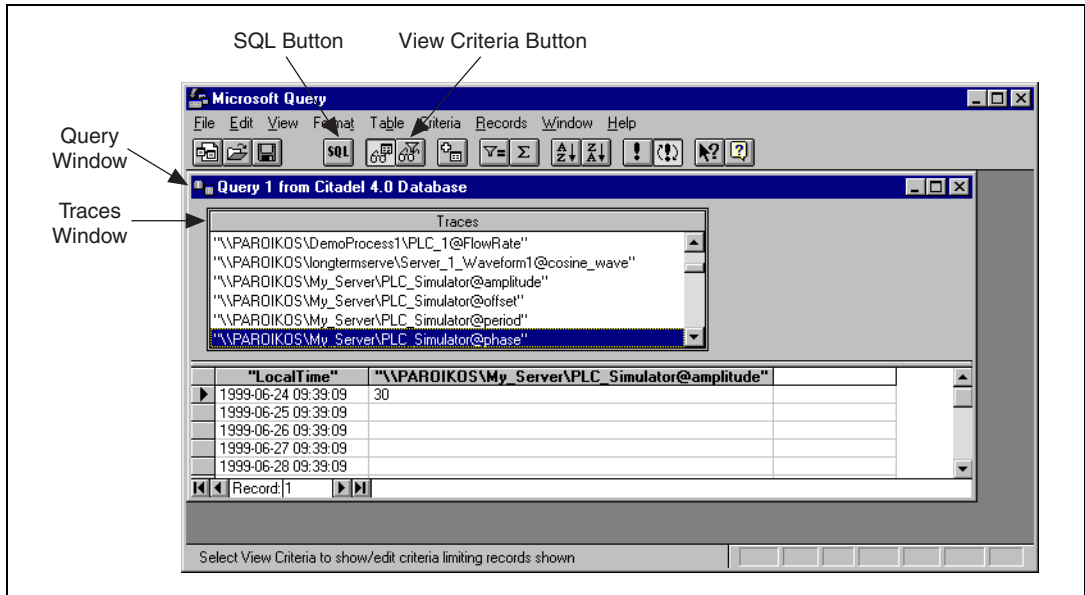 SQL Button View Criteria Button
Microsoft Query
File Edit View Format Table Criteria Records Window Help
Query Window
SQL
Query 1 from Citadel 4.0 Database
Traces Window
Traces
"\\PAROIKOS\DemoProcess1\PLC_1@FlowRate"
"\\PAROIKOS\longtermserve\Server_1_Waveform1@cosine_wave"
"\\PAROIKOS\My_Server\PLC_Simulator@amplitude"
"\\PAROIKOS\My_Server\PLC_Simulator@offset"
"\\PAROIKOS\My_Server\PLC_Simulator@period"
"\\PAROIKOS\My_Server\PLC_Simulator@phase"
"LocalTime" "\\PAROIKOS\My_Server\PLC_Simulator@amplitude"
1999-06-24 09:39:09 30
1999-06-25 09:39:09
1999-06-26 09:39:09
1999-06-27 09:39:09
1999-06-28 09:39:09
Record: 1
Select View Criteria to show/edit criteria limiting records shown